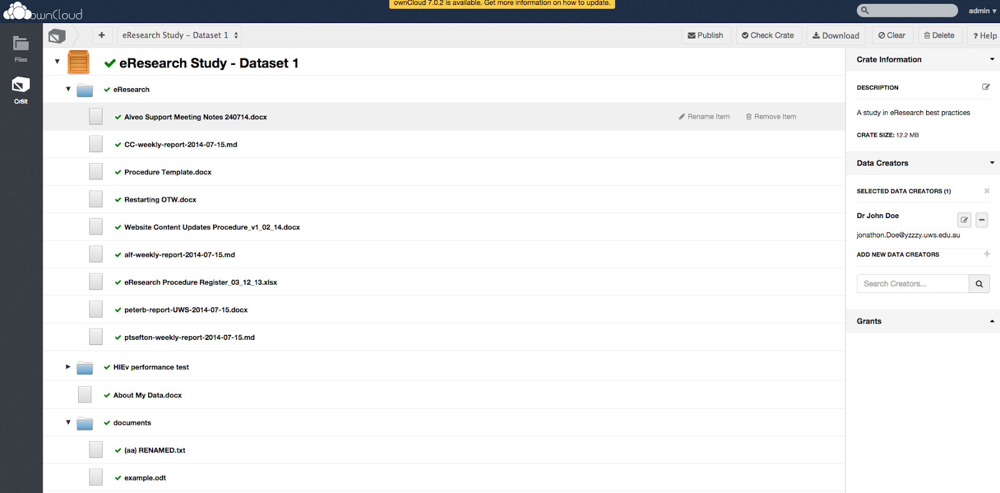 ownCloud 7.0.2 is available. Get more information on how to update.
ownCloud
admin
Files
Cr8It
eResearch Study - Dataset 1
Publish
Check Crate
Download
Clear
Delete
? Help
eResearch Study - Dataset 1
eResearch
Alveo Support Meeting Notes 240714.docx
Rename Item
Remove Item
CC-weekly-report-2014-07-15.md
Procedure Template.docx
Restarting OTW.docx
Website Content Updates Procedure_v1_02_14.docx
alf-weekly-report-2014-07-15.md
eResearch Procedure Register_03_12_13.xlsx
peterb-report-UWS-2014-07-15.docx
ptsefton-weekly-report-2014-07-15.md
HIEv performance test
About My Data.docx
documents
(aa) RENAMED.txt
example.odt
Crate Information
DESCRIPTION
A study in eResearch best practices
CRATE SIZE: 12.2 MB
Data Creators
SELECTED DATA CREATORS (1)
Dr John Doe
jonathon.Doe@yzzzy.uws.edu.au
ADD NEW DATA CREATORS
Search Creators...
Grants